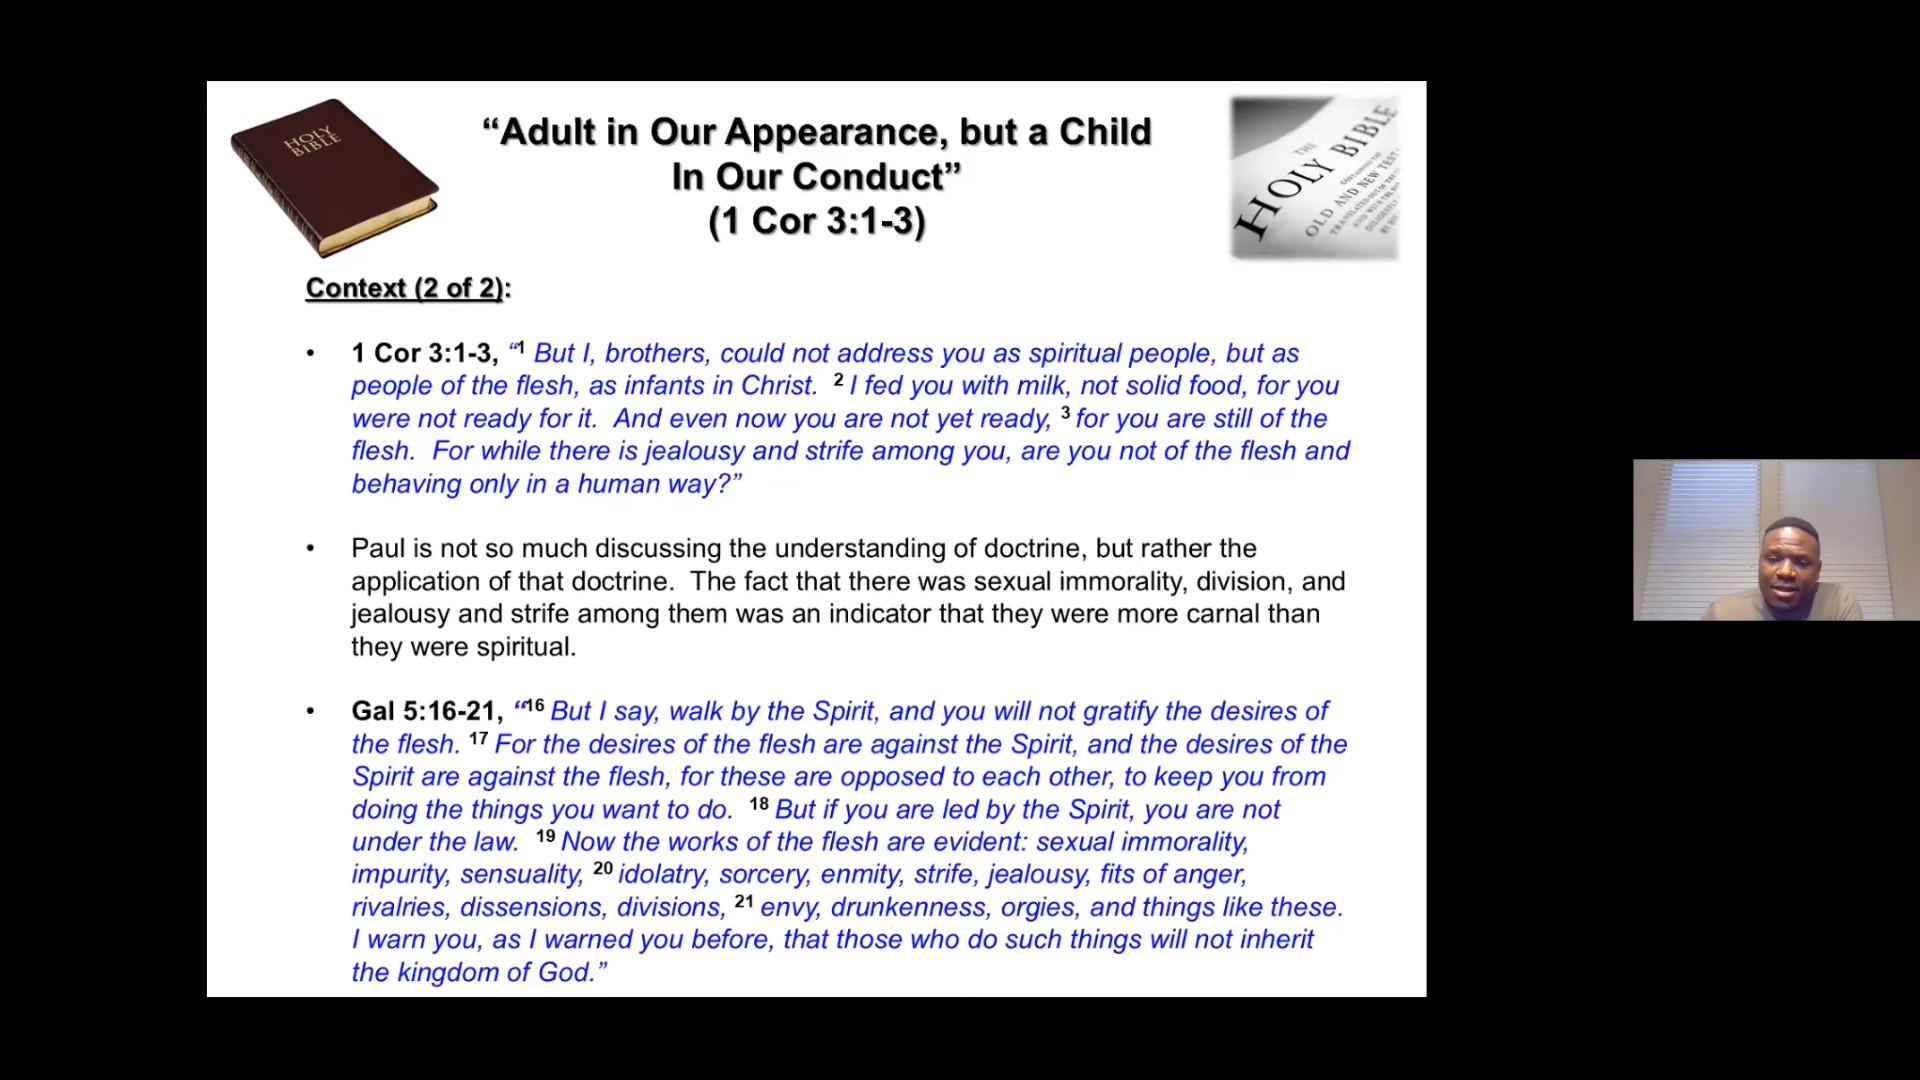 HOLY
BIBLE
“Adult in Our Appearance, but a Child
In Our Conduct”
(1 Cor 3:1-3)
THE
HOLY BIBLE
OLD AND NEW TEST
Context (2 of 2):
• 1 Cor 3:1-3, “1 But I, brothers, could not address you as spiritual people, but as
people of the flesh, as infants in Christ. 2 I fed you with milk, not solid food, for you
were not ready for it. And even now you are not yet ready, 3 for you are still of the
flesh. For while there is jealousy and strife among you, are you not of the flesh and
behaving only in a human way?”
• Paul is not so much discussing the understanding of doctrine, but rather the
application of that doctrine. The fact that there was sexual immorality, division, and
jealousy and strife among them was an indicator that they were more carnal than
they were spiritual.
• Gal 5:16-21, “16 But I say, walk by the Spirit, and you will not gratify the desires of
the flesh. 17 For the desires of the flesh are against the Spirit, and the desires of the
Spirit are against the flesh, for these are opposed to each other, to keep you from
doing the things you want to do. 18 But if you are led by the Spirit, you are not
under the law. 19 Now the works of the flesh are evident: sexual immorality,
impurity, sensuality, 20 idolatry, sorcery, enmity, strife, jealousy, fits of anger,
rivalries, dissensions, divisions, 21 envy, drunkenness, orgies, and things like these.
I warn you, as I warned you before, that those who do such things will not inherit
the kingdom of God.”